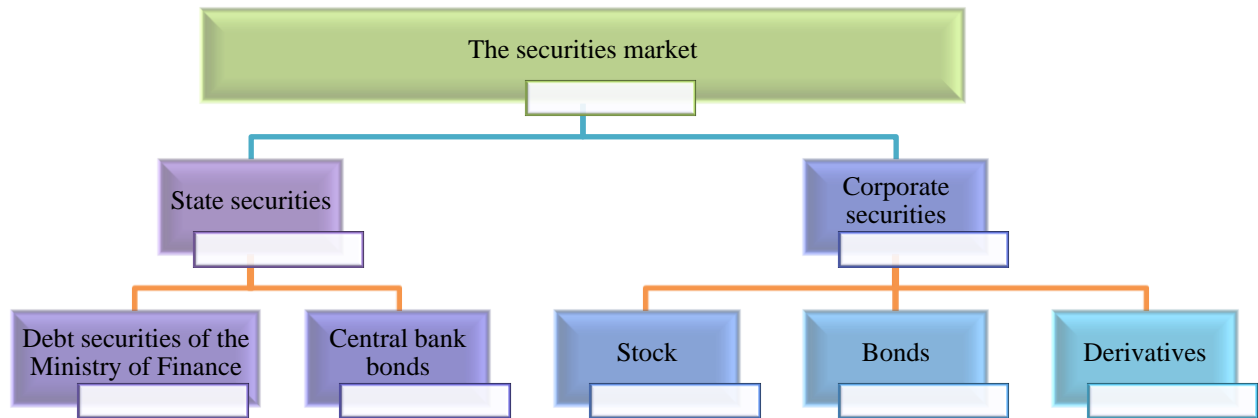 The securities market
State securities
Corporate
securities
Debt securities of the
Ministry of Finance
Central bank
bonds
Stock
Bonds
Derivatives